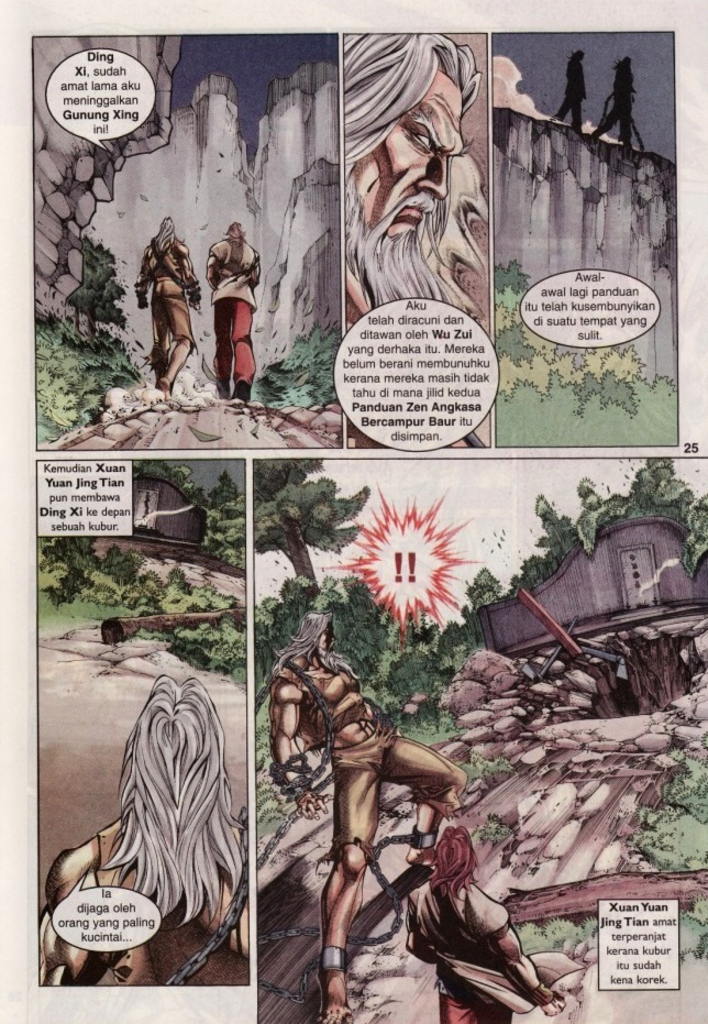 Ding
Xi, sudah
amat lama aku
meninggalkan
Gunung Xing
ini!
Aku
telah diracuni dan
ditawan oleh Wu Zui
yang derhaka itu. Mereka
belum berani membunuhku
kerana mereka masih tidak
tahu di mana jilid kedua
Panduan Zen Angkasa
Bercampur Baur itu
disimpan.
Awal-
awal lagi panduan
itu telah kusembunyikan
di suatu tempat yang
sulit.
25
Kemudian Xuan
Yuan Jing Tian
pun membawa
Ding Xi ke depan
sebuah kubur.
Ia
dijaga oleh
orang yang paling
kucintai...
!!
Xuan Yuan
Jing Tian amat
terperanjat
kerana kubur
itu sudah
kena korek.